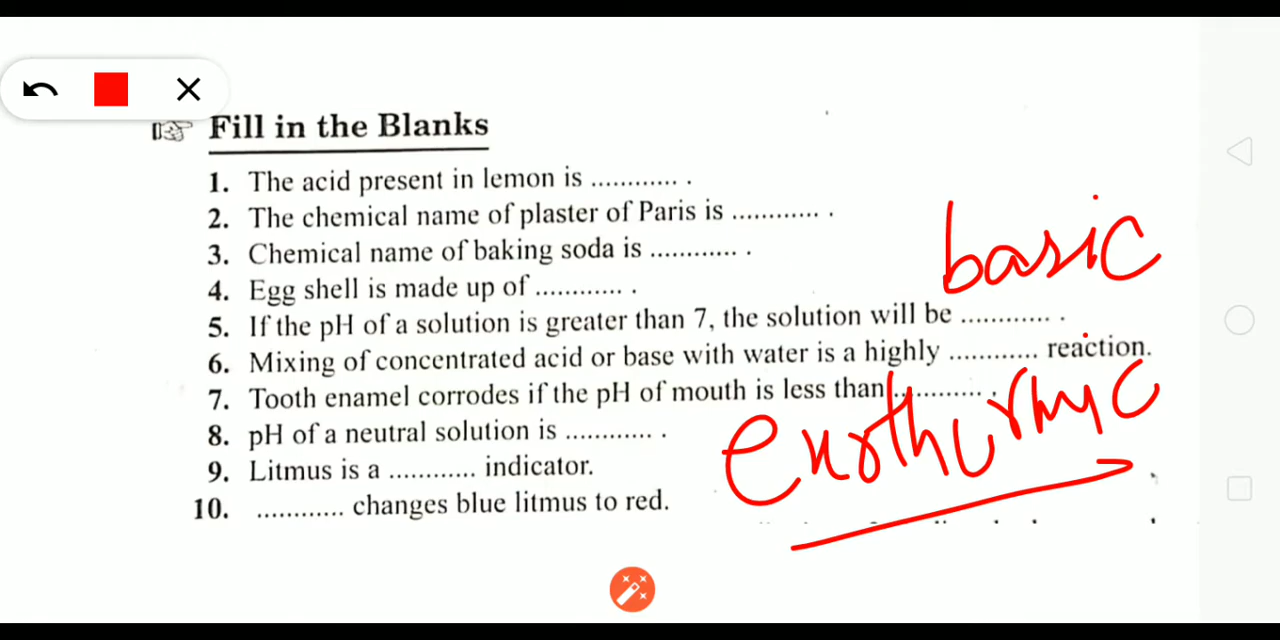 Fill in the Blanks
1. The acid present in lemon is ............ .
2. The chemical name of plaster of Paris is ............ .
3. Chemical name of baking soda is ............ .
4. Egg shell is made up of ............ .
basic
5. If the pH of a solution is greater than 7, the solution will be ............ .
6. Mixing of concentrated acid or base with water is a highly ............ reaction.
7. Tooth enamel corrodes if the pH of mouth is less than ............ .
exothermic
8. pH of a neutral solution is ............ .
9. Litmus is a ............ indicator.
10. ............ changes blue litmus to red.